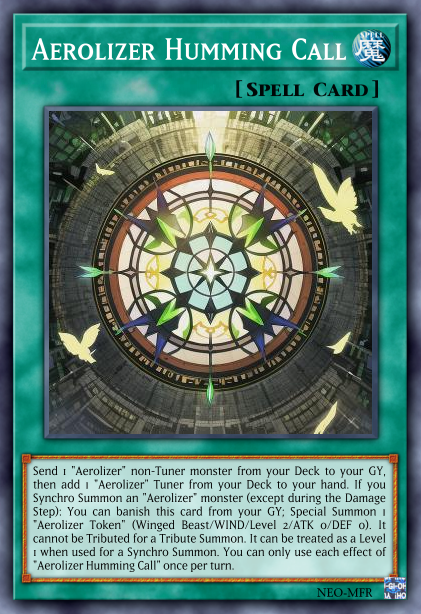 Aerolizer Humming Call
SPELL
魔
[Spell Card]
Send 1 "Aerolizer" non-Tuner monster from your Deck to your GY,
then add 1 "Aerolizer" Tuner from your Deck to your hand. If you
Synchro Summon an "Aerolizer" monster (except during the Damage
Step): You can banish this card from your GY; Special Summon 1
"Aerolizer Token" (Winged Beast/WIND/Level 2/ATK 0/DEF 0). It
cannot be Tributed for a Tribute Summon. It can be treated as a Level
1 when used for a Synchro Summon. You can only use each effect of
"Aerolizer Humming Call" once per turn.
NEO-MFR